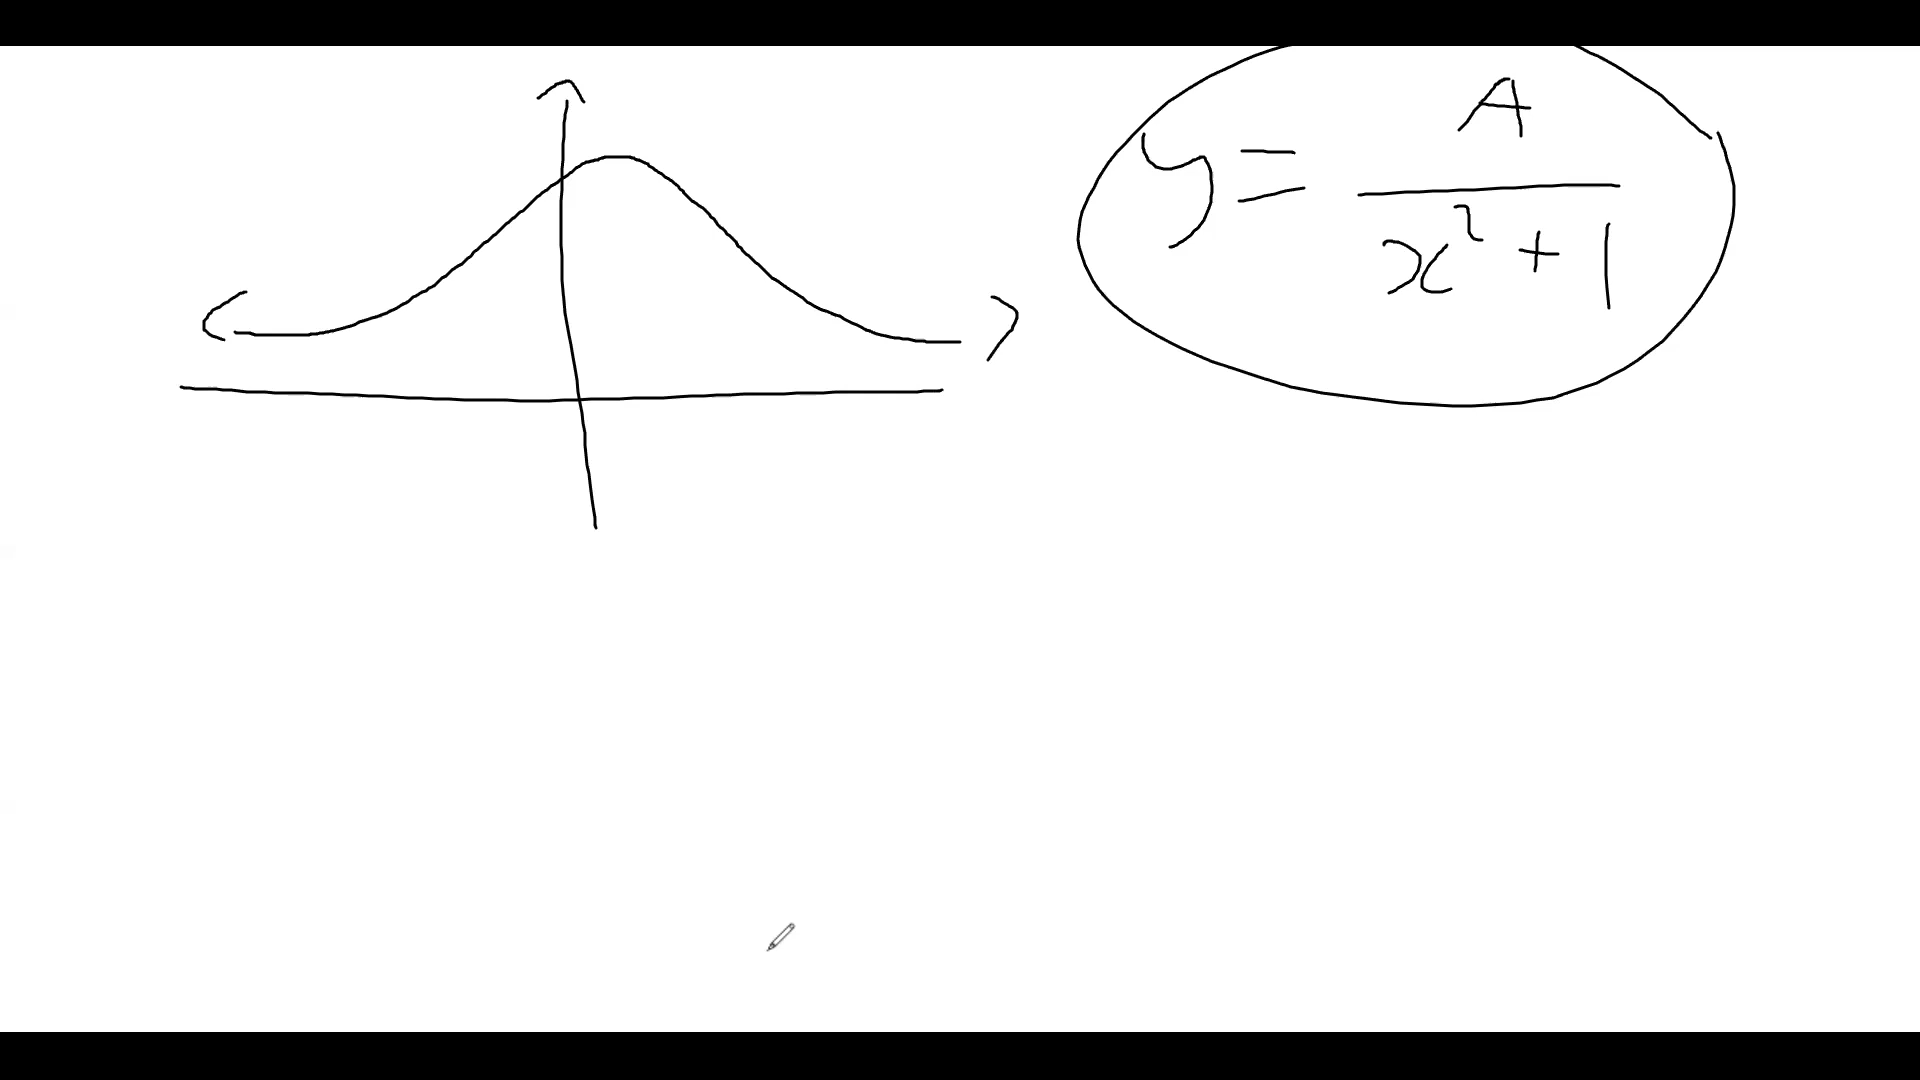 y = A / x² + 1